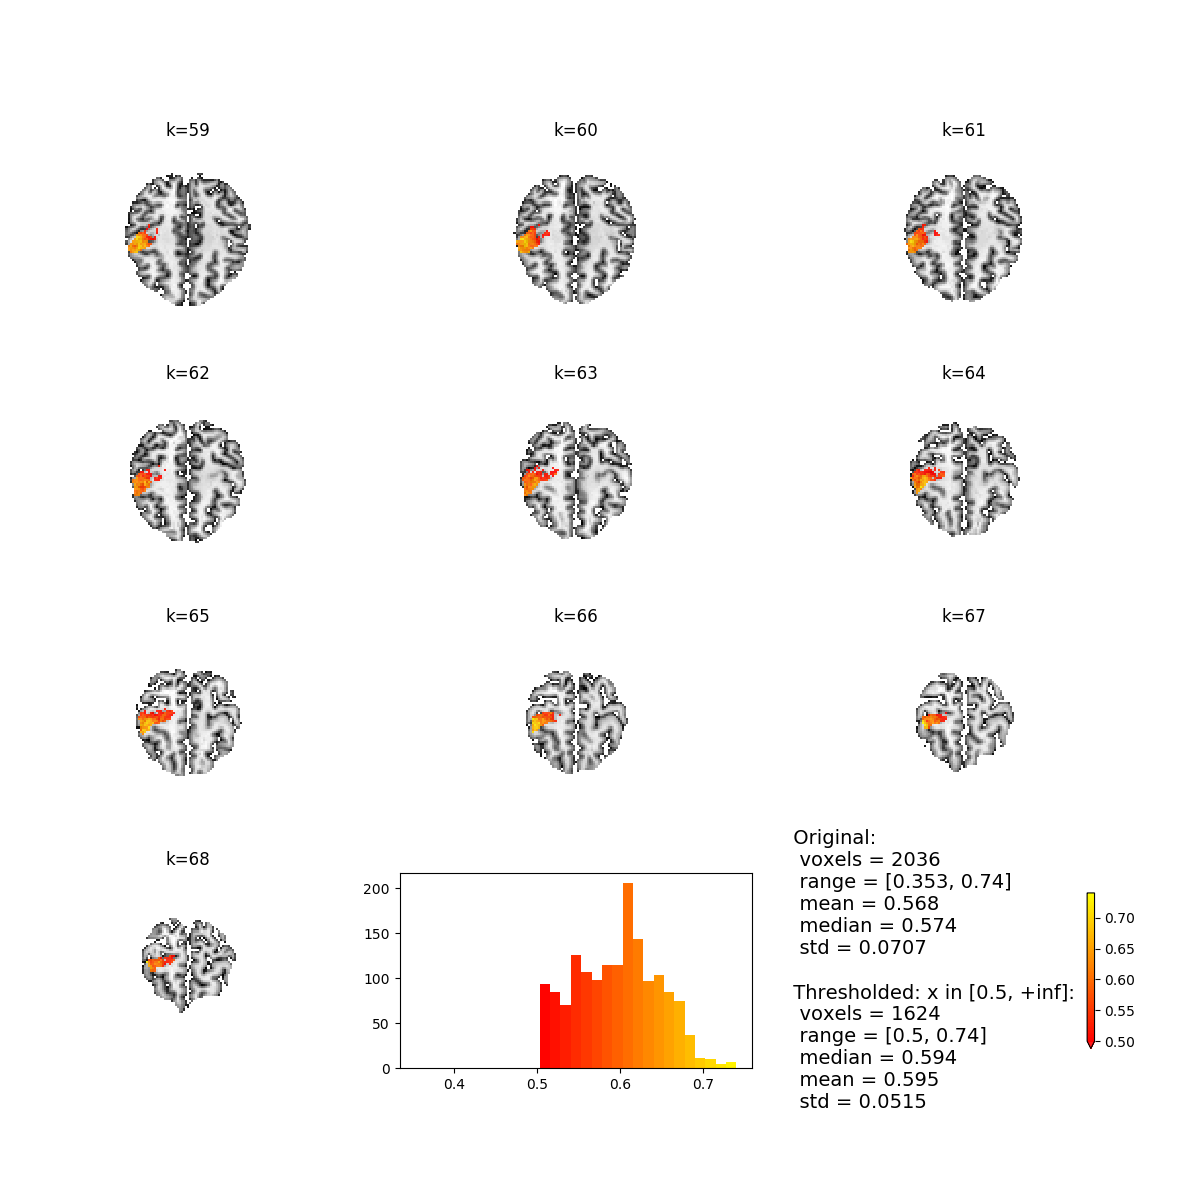 k=59
k=60
k=61
k=62
k=63
k=64
k=65
k=66
k=67
k=68
200
150
100
50
0
0.4
0.5
0.6
0.7
Original:
voxels = 2036
range = [0.353, 0.74]
mean = 0.568
median = 0.574
std = 0.0707
Thresholded: x in [0.5, +inf]:
voxels = 1624
range = [0.5, 0.74]
median = 0.594
mean = 0.595
std = 0.0515
0.70
0.65
0.60
0.55
0.50